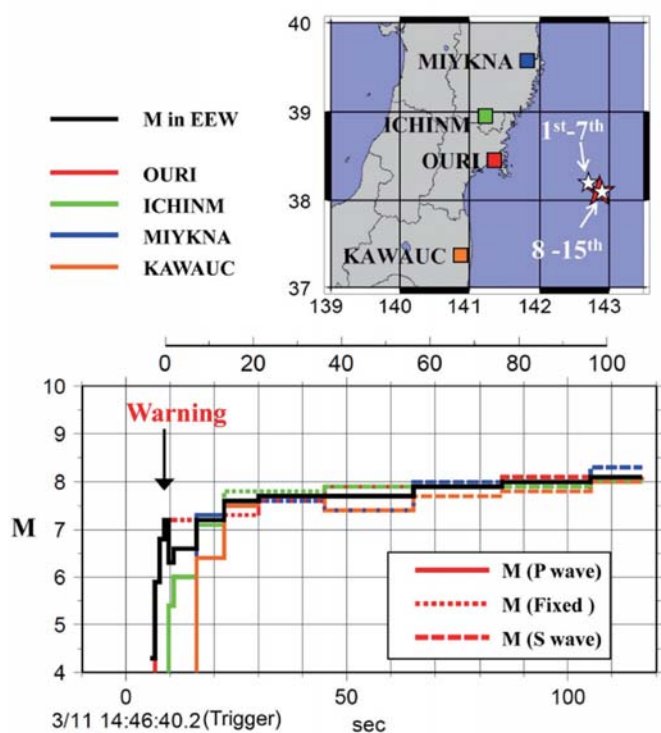 M in EEW
OURI
ICHINM
MIYKNA
KAWAUC
40
39
38
37
139 140 141 142 143
MIYKNA
ICHINM
OURI
KAWAUC
1st-7th
8 -15th
0 20 40 60 80 100
10
9
8
7
6
5
4
M
Warning
M (P wave)
M (Fixed )
M (S wave)
0 50 100
3/11 14:46:40.2 (Trigger) sec